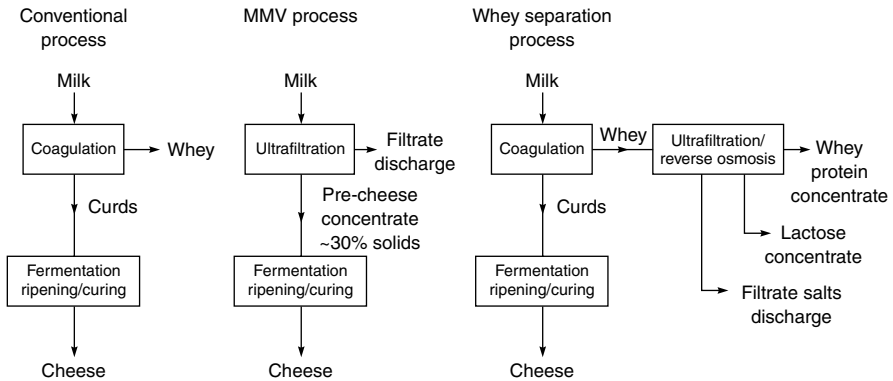 Conventional
process
Milk
Coagulation
Whey
Curds
Fermentation
ripening/curing
Cheese
MMV process
Milk
Ultrafiltration
Filtrate
discharge
Pre-cheese
concentrate
~30% solids
Fermentation
ripening/curing
Cheese
Whey separation
process
Milk
Coagulation
Whey
Ultrafiltration/
reverse osmosis
Whey
protein
concentrate
Curds
Lactose
concentrate
Filtrate salts
discharge
Fermentation
ripening/curing
Cheese